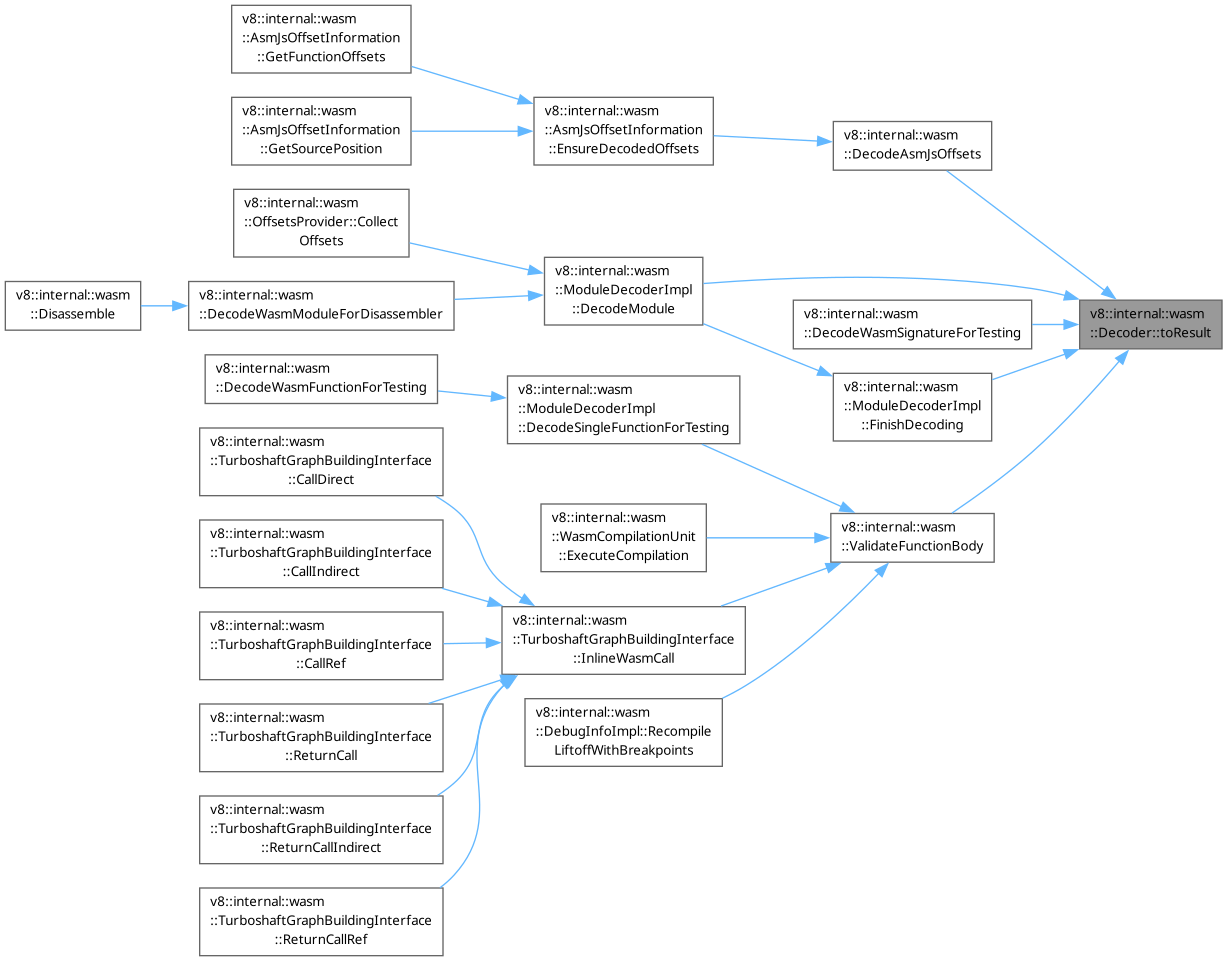 v8::internal::wasm
::AsmJsOffsetInformation
::GetFunctionOffsets
v8::internal::wasm
::AsmJsOffsetInformation
::GetSourcePosition
v8::internal::wasm
::AsmJsOffsetInformation
::EnsureDecodedOffsets
v8::internal::wasm
::DecodeAsmJsOffsets
v8::internal::wasm
::OffsetsProvider::Collect
Offsets
v8::internal::wasm
::Disassemble
v8::internal::wasm
::DecodeWasmModuleForDisassembler
v8::internal::wasm
::ModuleDecoderImpl
::DecodeModule
v8::internal::wasm
::DecodeWasmSignatureForTesting
v8::internal::wasm
::Decoder::toResult
v8::internal::wasm
::DecodeWasmFunctionForTesting
v8::internal::wasm
::ModuleDecoderImpl
::DecodeSingleFunctionForTesting
v8::internal::wasm
::ModuleDecoderImpl
::FinishDecoding
v8::internal::wasm
::TurboshaftGraphBuildingInterface
::CallDirect
v8::internal::wasm
::TurboshaftGraphBuildingInterface
::CallIndirect
v8::internal::wasm
::WasmCompilationUnit
::ExecuteCompilation
v8::internal::wasm
::ValidateFunctionBody
v8::internal::wasm
::TurboshaftGraphBuildingInterface
::CallRef
v8::internal::wasm
::TurboshaftGraphBuildingInterface
::InlineWasmCall
v8::internal::wasm
::TurboshaftGraphBuildingInterface
::ReturnCall
v8::internal::wasm
::DebugInfoImpl::Recompile
LiftoffWithBreakpoints
v8::internal::wasm
::TurboshaftGraphBuildingInterface
::ReturnCallIndirect
v8::internal::wasm
::TurboshaftGraphBuildingInterface
::ReturnCallRef